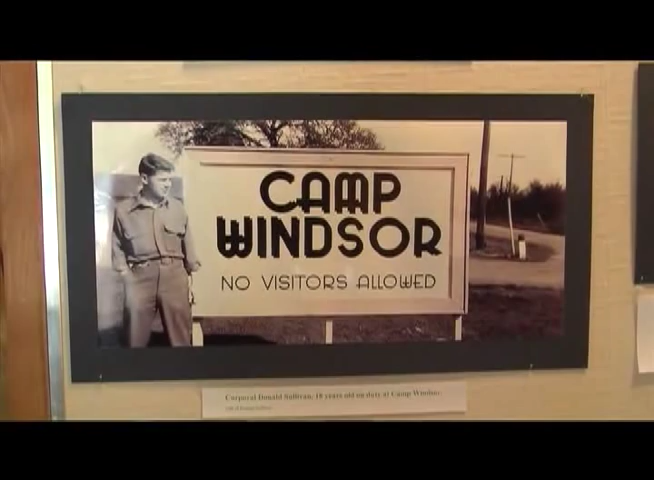 CAMP
WINDSOR
NO VISITORS ALLOWED
Corporal Donald Sullivan, 18 years old on duty at Camp Windsor.